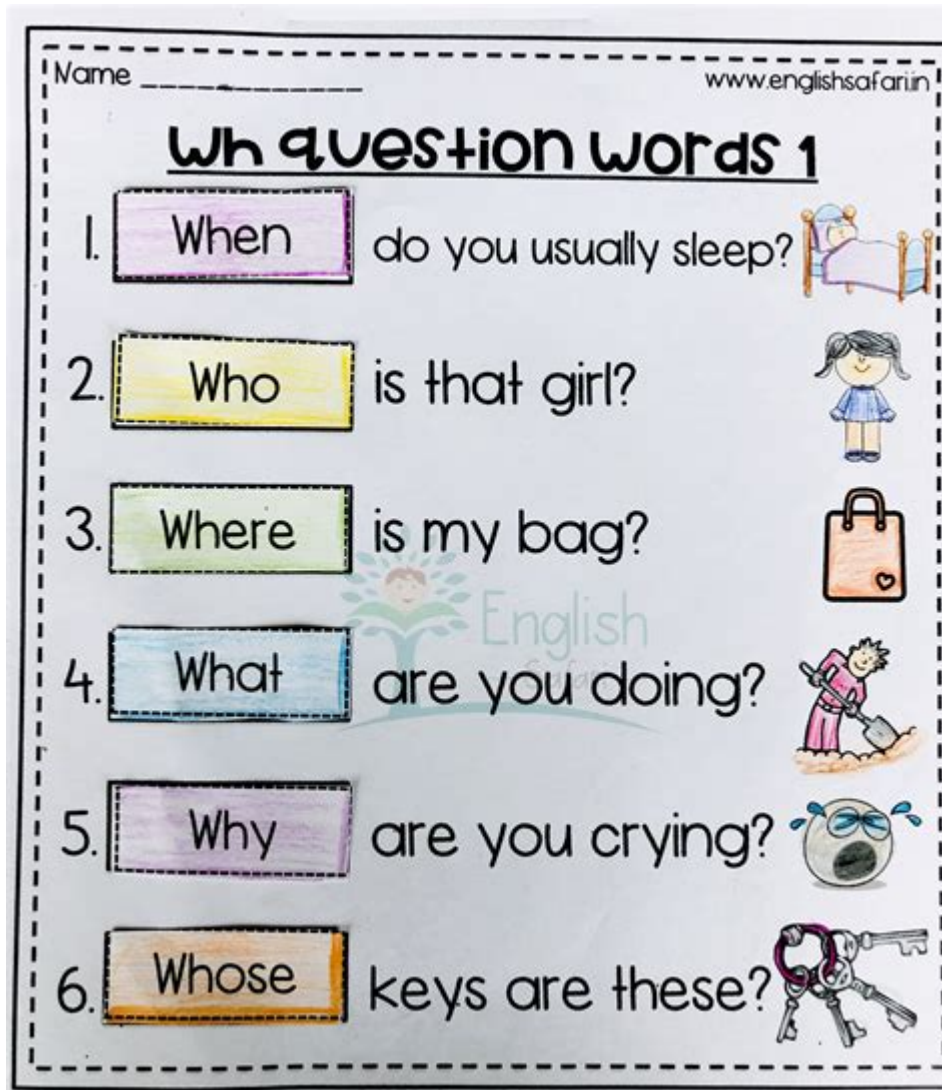 Name
www.englishsafari.in
Wh question words 1
1. When do you usually sleep?
2. Who is that girl?
3. Where is my bag?
English
Safari
4. What are you doing?
5. Why are you crying?
6. Whose keys are these?